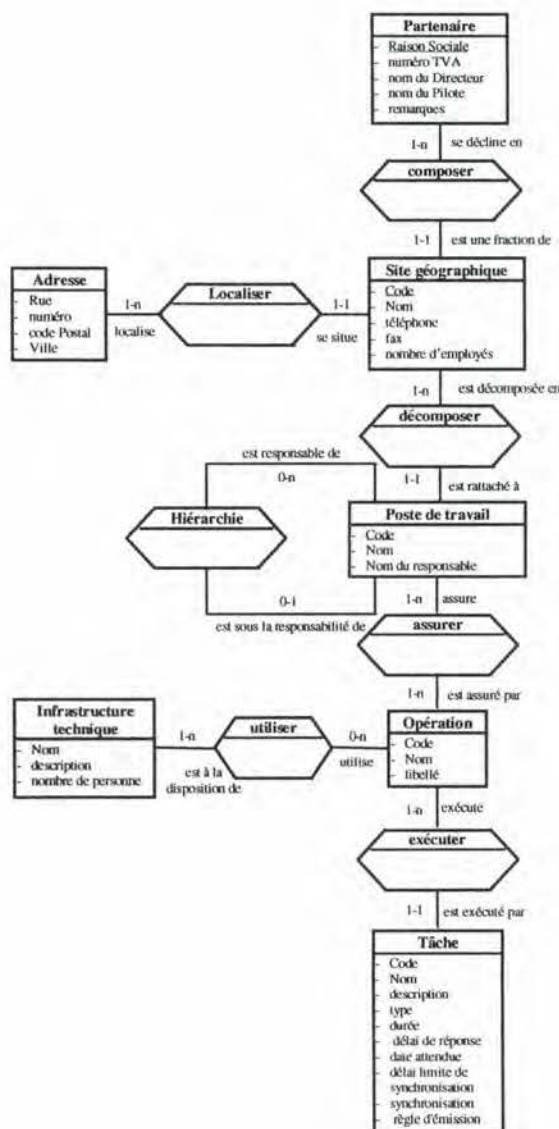 Partenaire
- Raison Sociale
- numéro TVA
- nom du Directeur
- nom du Pilote
- remarques
1-n se décline en
composer
1-1 est une fraction de
Adresse
- Rue
- numéro
- code Postal
- Ville
1-n
localise
Localiser
1-1
se situe
Site géographique
- Code
- Nom
- téléphone
- fax
- nombre d'employés
1-n est décomposée en
décomposer
1-1 est rattaché à
est responsable de
0-n
Hiérarchie
0-1
est sous la responsabilité de
Poste de travail
- Code
- Nom
- Nom du responsable
1-n assure
assurer
1-n est assuré par
Infrastructure
technique
- Nom
- description
- nombre de personne
1-n
est à la
disposition de
utiliser
0-n
utilise
Opération
- Code
- Nom
- libellé
1-n exécute
exécuter
1-1 est exécuté par
Tâche
- Code
- Nom
- description
- type
- durée
- délai de réponse
- date attendue
- délai limite de
synchronisation
- synchronisation
- règle d'émission